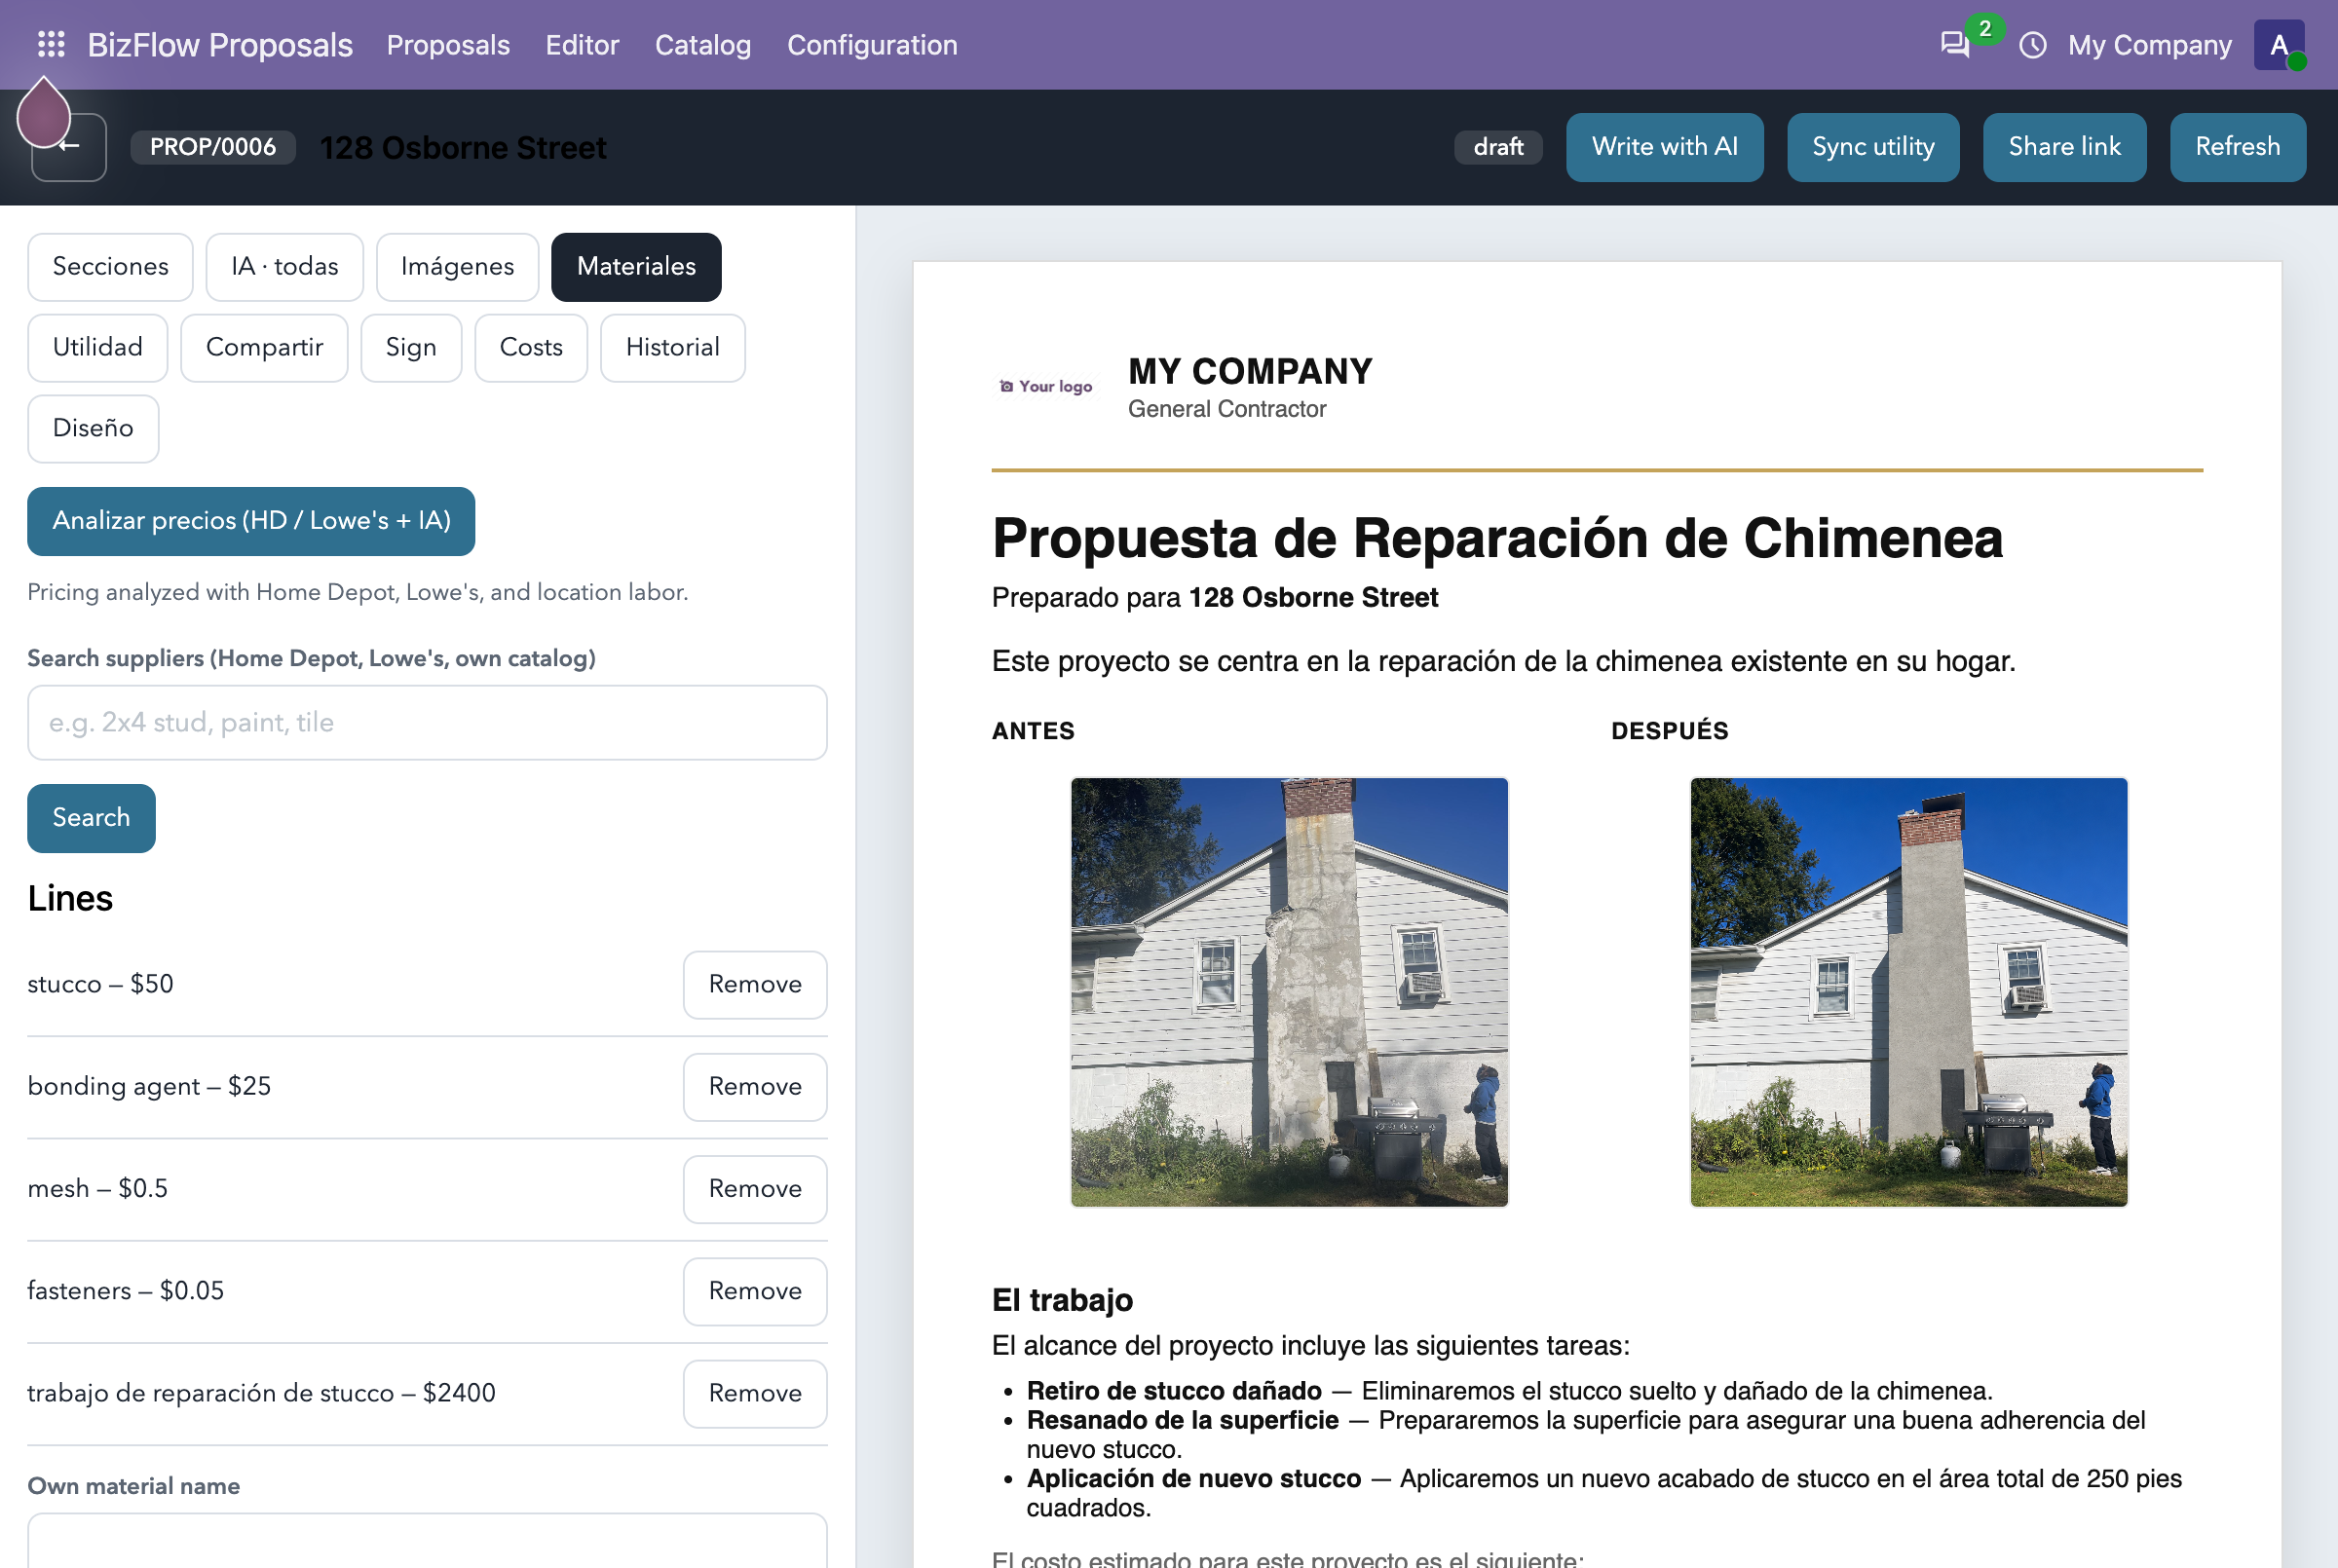 BizFlow Proposals Proposals Editor Catalog Configuration 2 My Company A
← PROP/0006 128 Osborne Street draft Write with AI Sync utility Share link Refresh
Secciones IA · todas Imágenes Materiales
Utilidad Compartir Sign Costs Historial
Diseño
Analizar precios (HD / Lowe's + IA)
Pricing analyzed with Home Depot, Lowe's, and location labor.
Search suppliers (Home Depot, Lowe's, own catalog)
e.g. 2x4 stud, paint, tile
Search
Lines
stucco – $50 Remove
bonding agent – $25 Remove
mesh – $0.5 Remove
fasteners – $0.05 Remove
trabajo de reparación de stucco – $2400 Remove
Own material name
Your logo
MY COMPANY
General Contractor
Propuesta de Reparación de Chimenea
Preparado para 128 Osborne Street
Este proyecto se centra en la reparación de la chimenea existente en su hogar.
ANTES DESPUÉS
El trabajo
El alcance del proyecto incluye las siguientes tareas:
• Retiro de stucco dañado — Eliminaremos el stucco suelto y dañado de la chimenea.
• Resanado de la superficie — Prepararemos la superficie para asegurar una buena adherencia del
nuevo stucco.
• Aplicación de nuevo stucco — Aplicaremos un nuevo acabado de stucco en el área total de 250 pies
cuadrados.
El costo estimado para este proyecto es el siguiente: